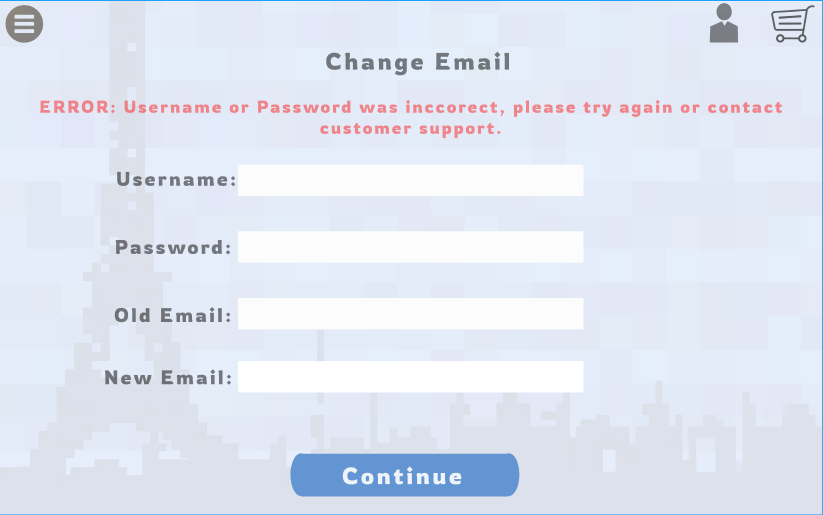 Change Email
ERROR: Username or Password was inccorect, please try again or contact
customer support.
Username:
Password:
Old Email:
New Email:
Continue